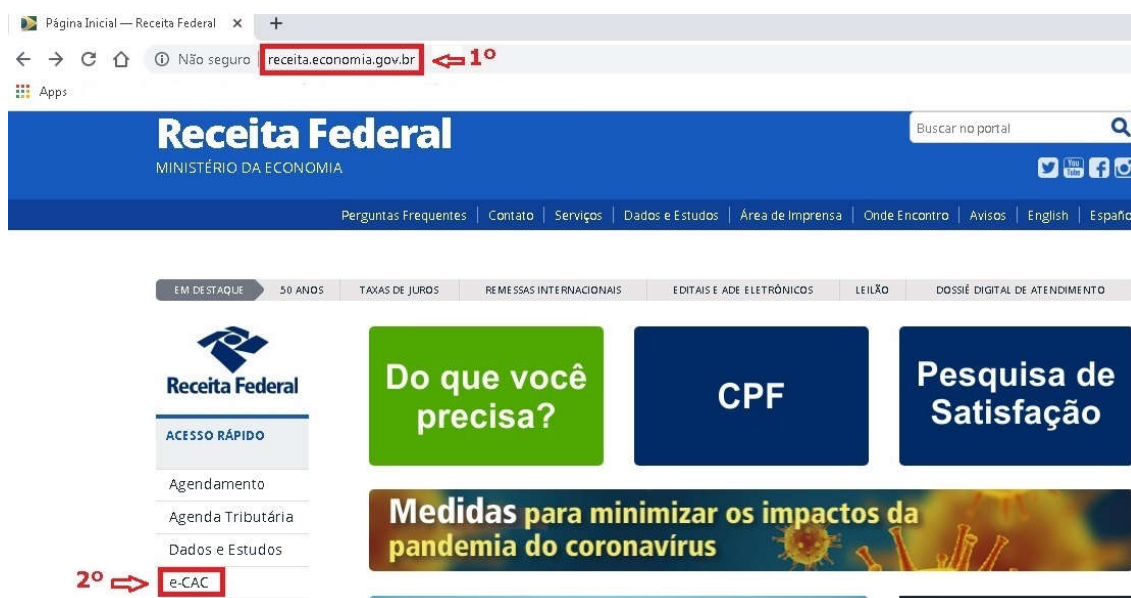 Página Inicial — Receita Federal
Não seguro receita.economia.gov.br 1º
Apps
Receita Federal
MINISTÉRIO DA ECONOMIA
Buscar no portal
You Tube
Perguntas Frequentes | Contato | Serviços | Dados e Estudos | Área de Imprensa | Onde Encontro | Avisos | English | Españo
EM DESTAQUE 50 ANOS TAXAS DE JUROS REMESSAS INTERNACIONAIS EDITAIS E ADE ELETRÔNICOS LEILÃO DOSSIÊ DIGITAL DE ATENDIMENTO
Receita Federal
Do que você
precisa?
CPF
Pesquisa de
Satisfação
ACESSO RÁPIDO
Agendamento
Agenda Tributária
Dados e Estudos
2º e-CAC
Medidas para minimizar os impactos da
pandemia do coronavírus